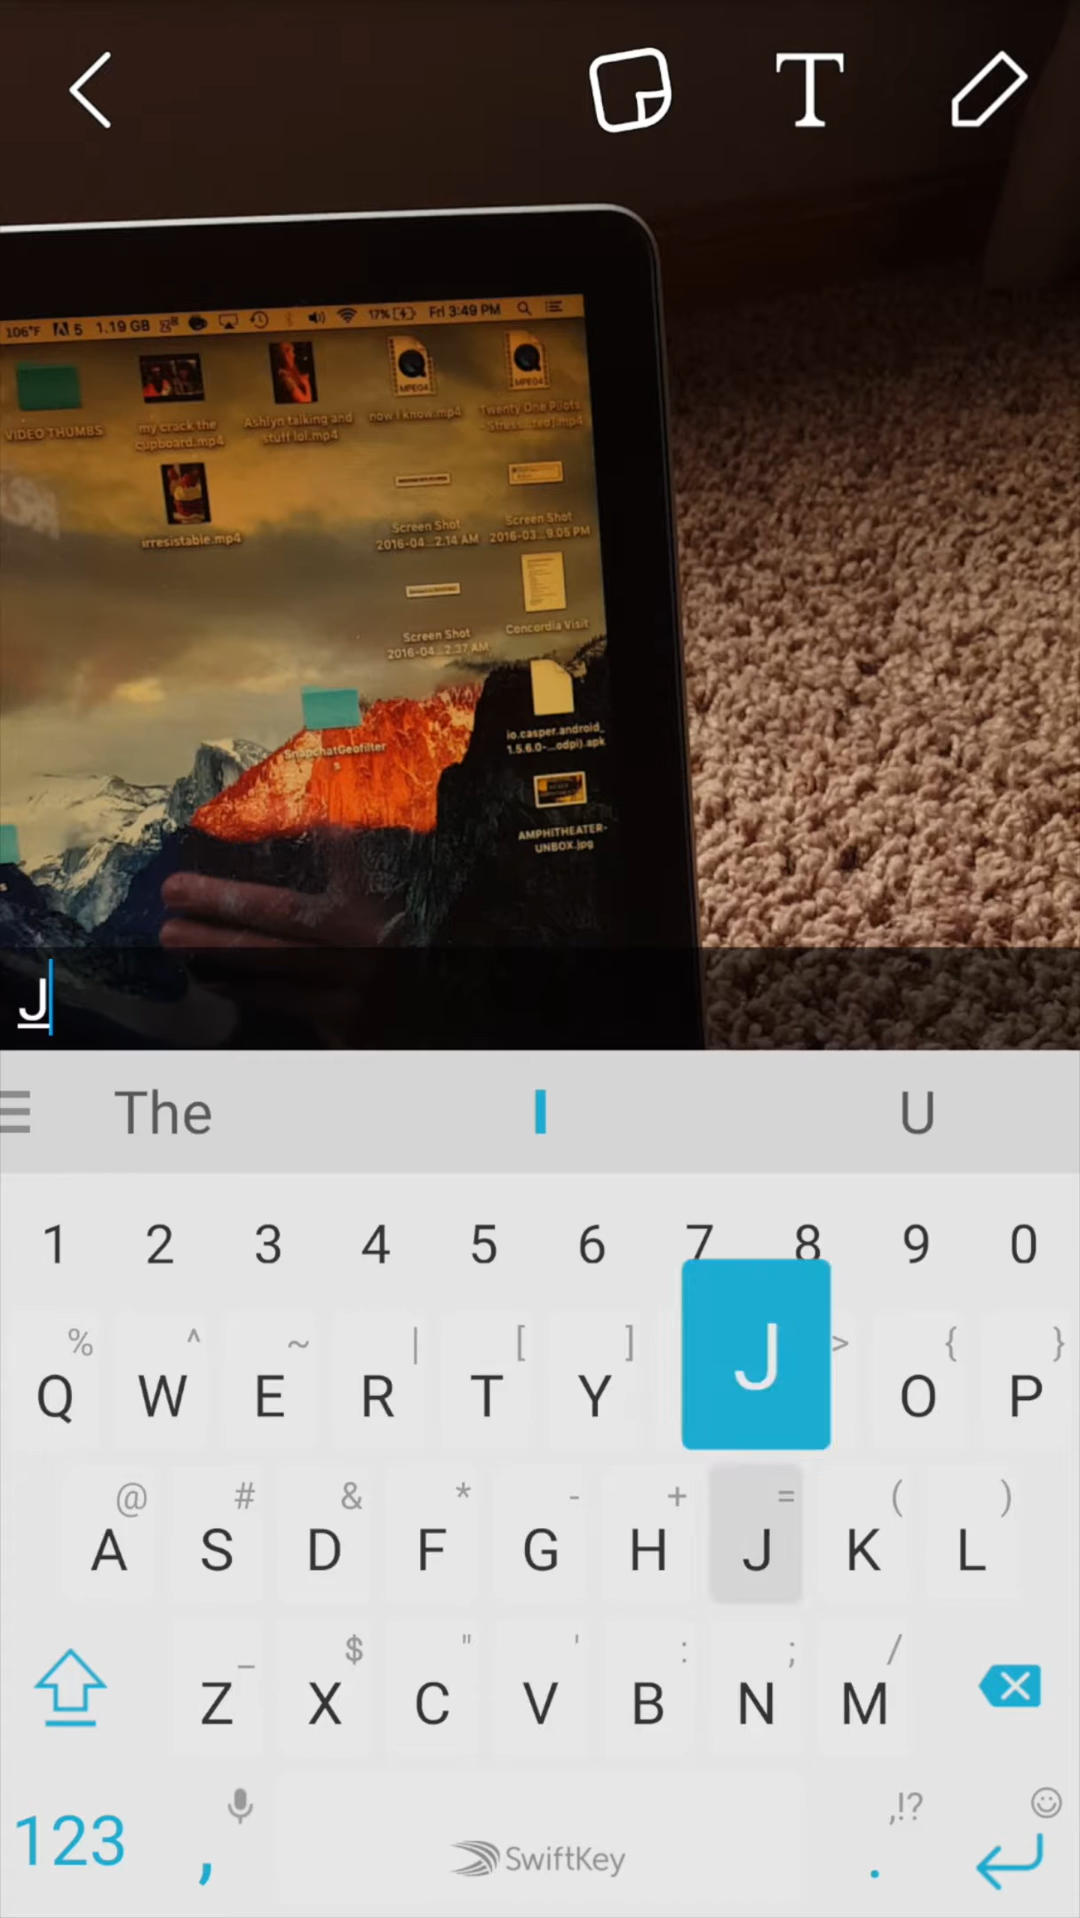 T
106°F 5 1.19 GB 17% Fri 3:49 PM
VIDEO THUMBS
my crack the
cupboard.mp4
Ashlyn talking and
stuff lol.mp4
MPEG4
now I know.mp4
MPEG4
Twenty One Pilots
- Stress...ted].mp4
irresistable.mp4
Screen Shot
2016-04...2.14 AM
Screen Shot
2016-03...9.05 PM
Screen Shot
2016-04...2.37 AM
Concordia Visit
SnapchatGeofilter
s
io.casper.android_
1.5.6.0-...odpi).apk
AMPHITHEATER-
UNBOX.jpg
s
J
The I U
1 2 3 4 5 6 7 8 9 0
% ^ ~ | [ ] > { }
Q W E R T Y J O P
@ # & * - + = ( )
A S D F G H J K L
_ $ " ' : ; /
Z X C V B N M
,!?
123 , SwiftKey .